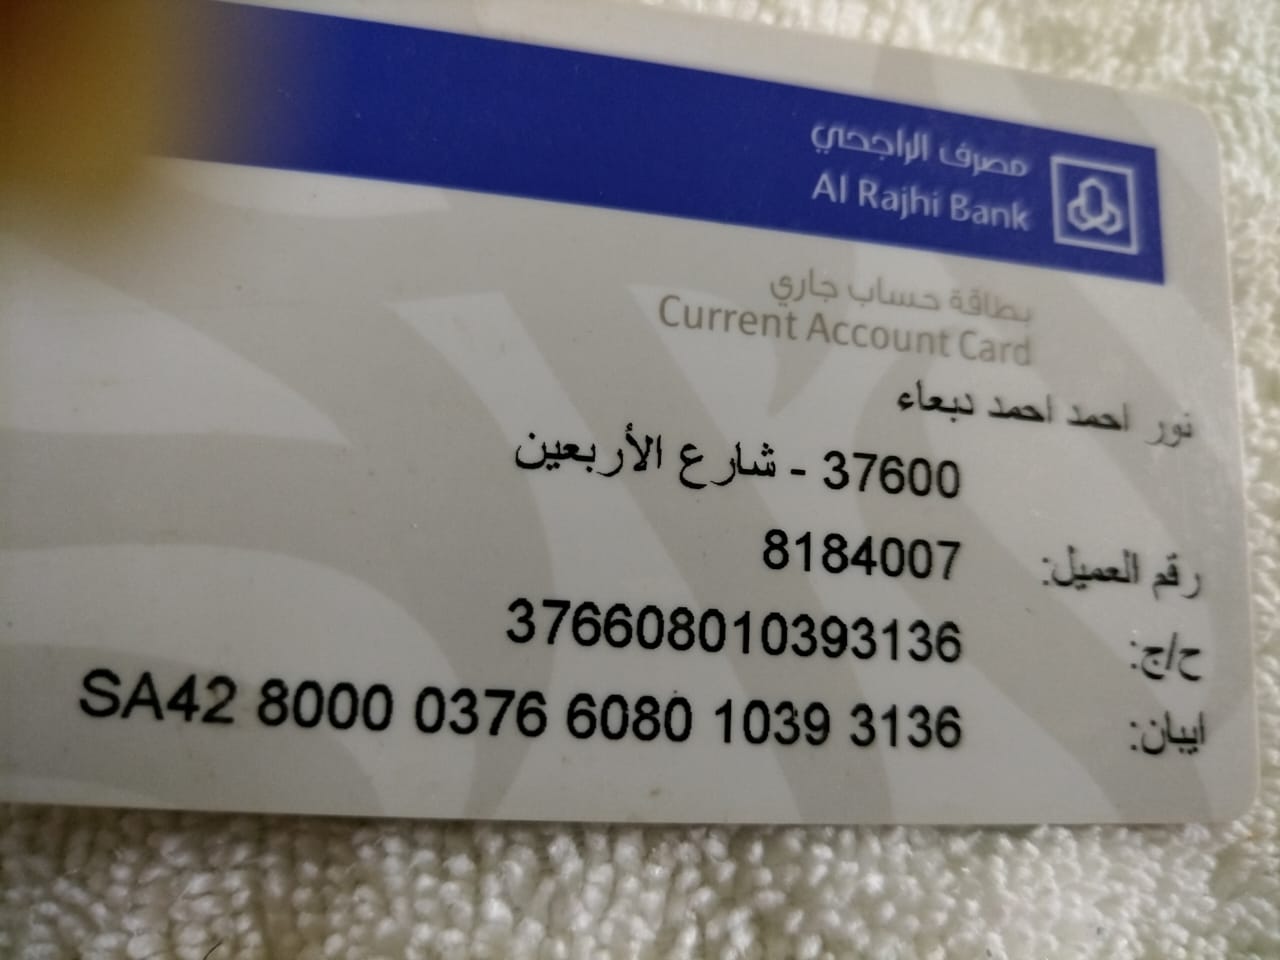 مصرف الراجحي
Al Rajhi Bank
بطاقة حساب جاري
Current Account Card
نور احمد احمد دبعاء
37600 - شارع الأربعين
رقم العميل: 8184007
ح/ج: 376608010393136
ايبان: SA42 8000 0376 6080 1039 3136